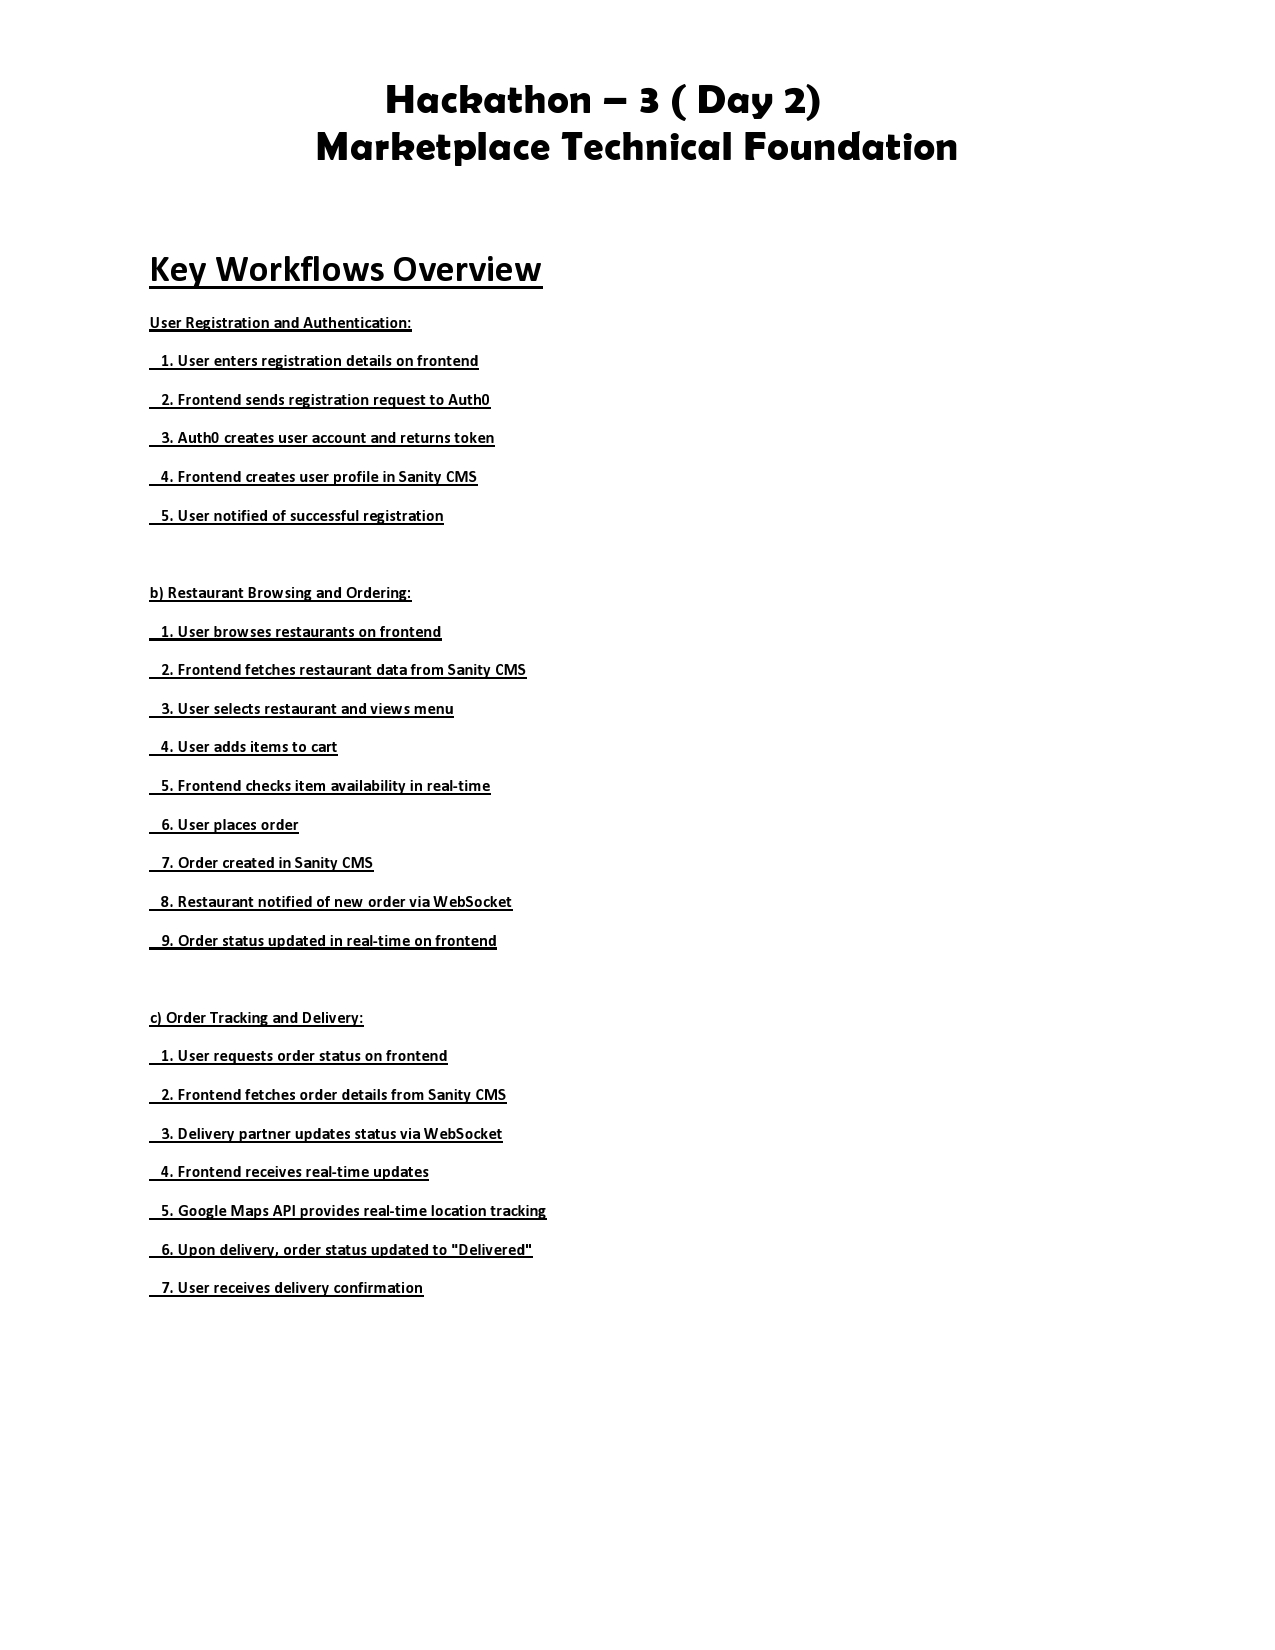 Hackathon – 3 ( Day 2)
Marketplace Technical Foundation
Key Workflows Overview
User Registration and Authentication:
1. User enters registration details on frontend
2. Frontend sends registration request to Auth0
3. Auth0 creates user account and returns token
4. Frontend creates user profile in Sanity CMS
5. User notified of successful registration
b) Restaurant Browsing and Ordering:
1. User browses restaurants on frontend
2. Frontend fetches restaurant data from Sanity CMS
3. User selects restaurant and views menu
4. User adds items to cart
5. Frontend checks item availability in real-time
6. User places order
7. Order created in Sanity CMS
8. Restaurant notified of new order via WebSocket
9. Order status updated in real-time on frontend
c) Order Tracking and Delivery:
1. User requests order status on frontend
2. Frontend fetches order details from Sanity CMS
3. Delivery partner updates status via WebSocket
4. Frontend receives real-time updates
5. Google Maps API provides real-time location tracking
6. Upon delivery, order status updated to "Delivered"
7. User receives delivery confirmation